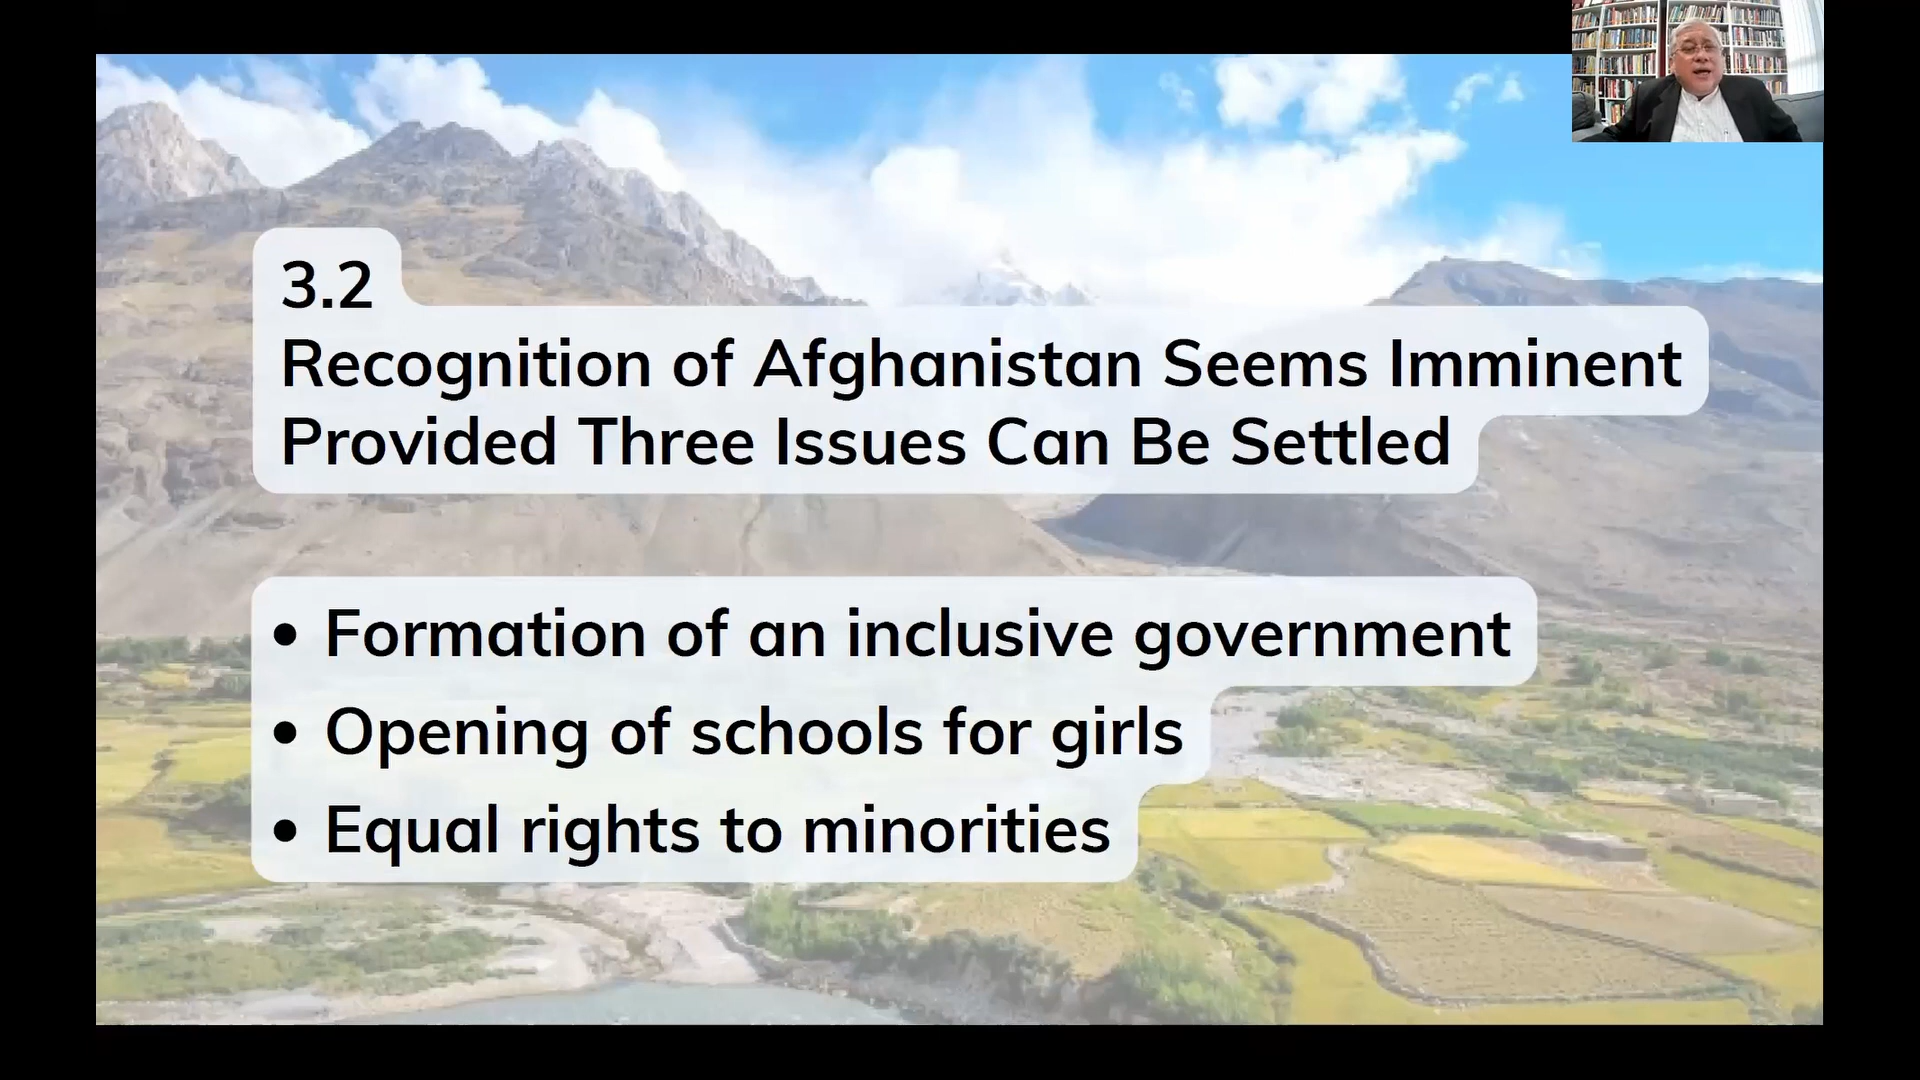 3.2
Recognition of Afghanistan Seems Imminent
Provided Three Issues Can Be Settled
• Formation of an inclusive government
• Opening of schools for girls
• Equal rights to minorities